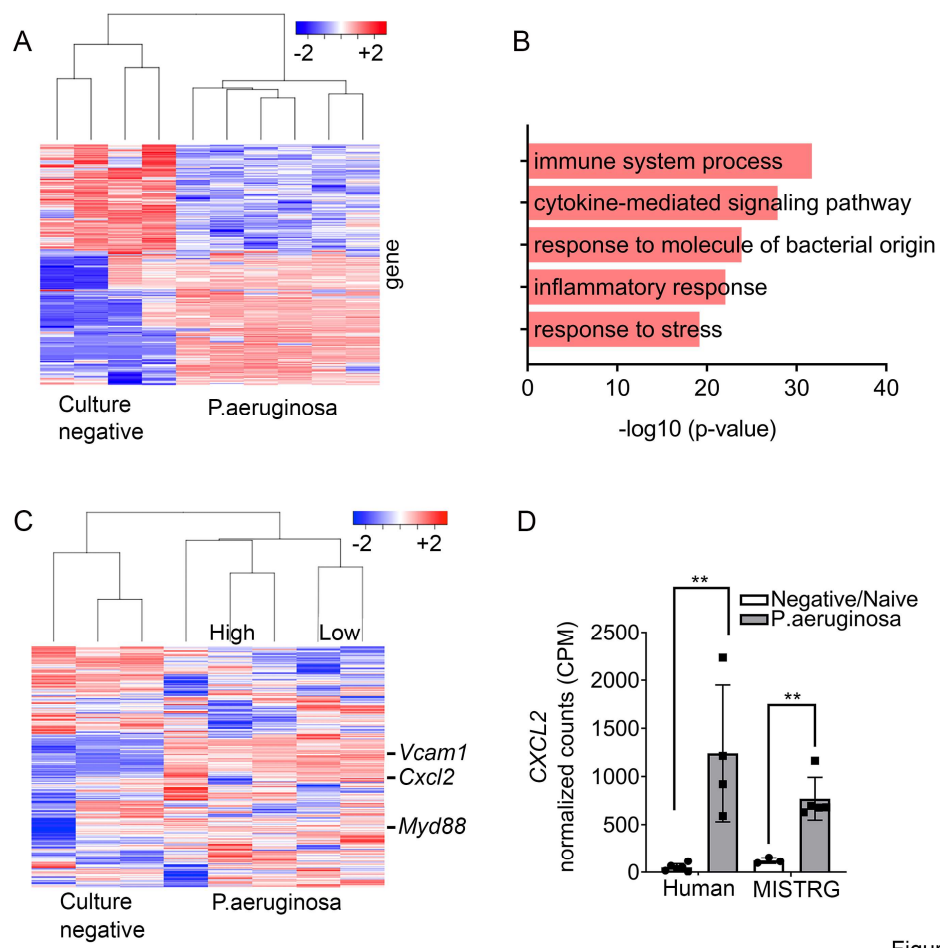 A
-2 +2
gene
Culture
negative
P.aeruginosa
B
immune system process
cytokine-mediated signaling pathway
response to molecule of bacterial origin
inflammatory response
response to stress
0 10 20 30 40
-log10 (p-value)
C
-2 +2
High Low
Vcam1
Cxcl2
Myd88
Culture
negative
P.aeruginosa
D
**
**
Negative/Naive
P.aeruginosa
CXCL2
normalized counts (CPM)
2500
2000
1500
1000
500
0
Human MISTRG
Figur